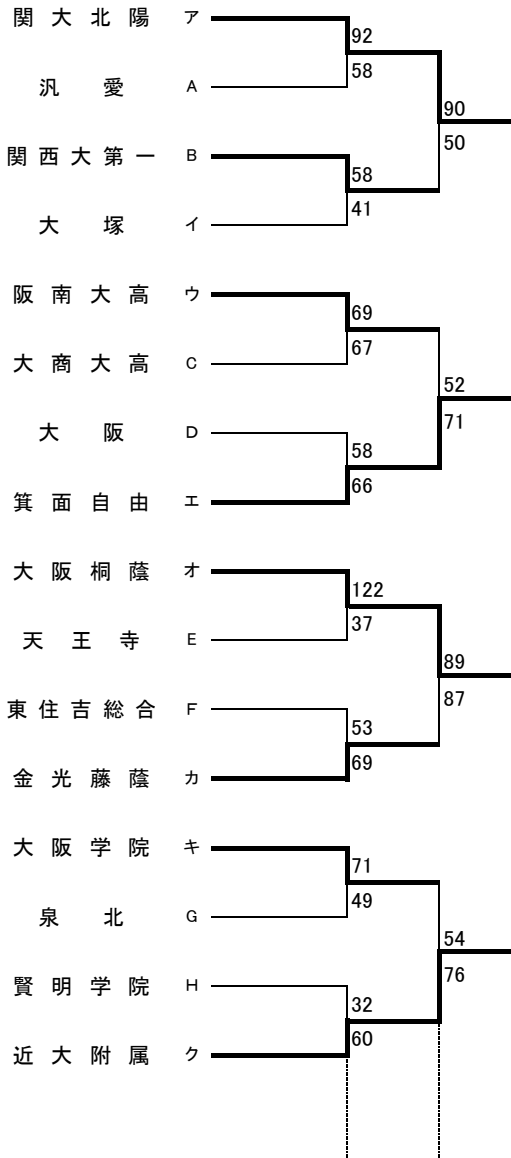 関大北陽 ア
92
58
汎愛 A
90
50
関西大第一 B
58
41
大塚 イ
阪南大高 ウ
69
67
大商大高 C
52
71
大阪 D
58
66
箕面自由 エ
大阪桐蔭 オ
122
37
天王寺 E
89
87
東住吉総合 F
53
69
金光藤蔭 カ
大阪学院 キ
71
49
泉北 G
54
76
賢明学院 H
32
60
近大附属 ク